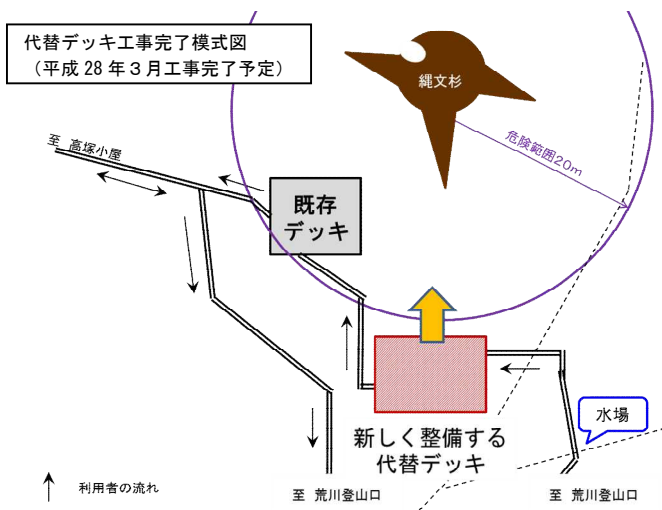 代替デッキ工事完了模式図
（平成28年3月工事完了予定）
縄文杉
危険範囲20m
至 高塚小屋
既存
デッキ
水場
新しく整備する
代替デッキ
利用者の流れ
至 荒川登山口
至 荒川登山口